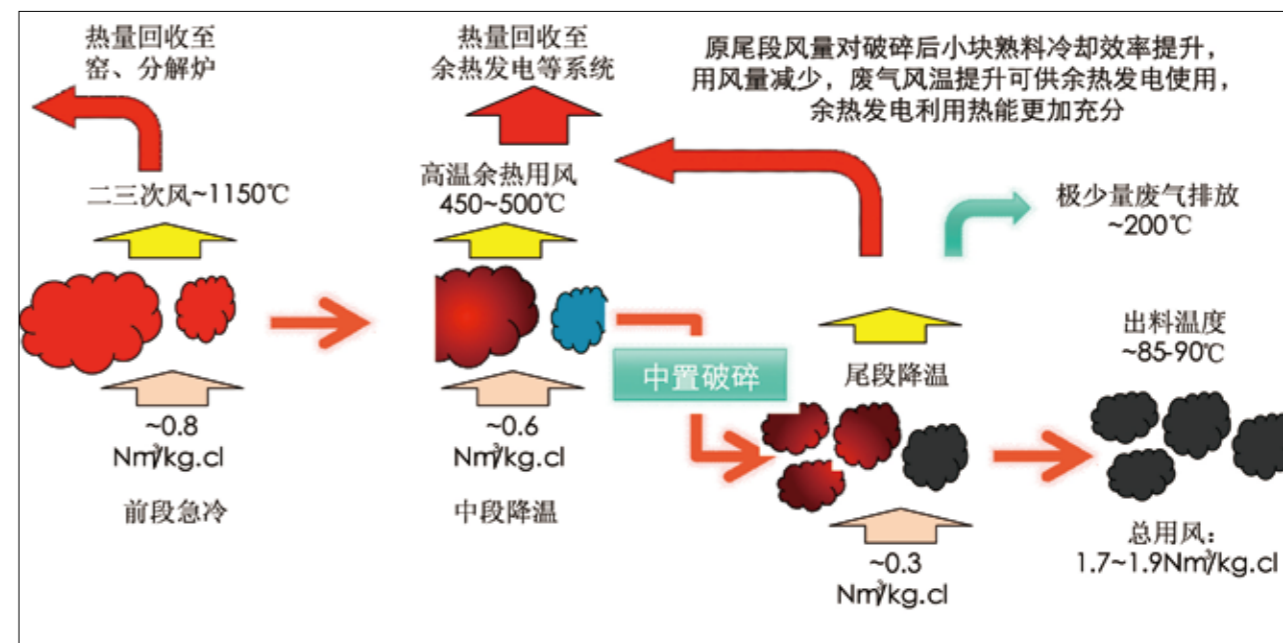 热量回收至
窑、分解炉
二三次风~1150℃
~0.8
Nm³/kg.cl
前段急冷
热量回收至
余热发电等系统
高温余热用风
450~500℃
~0.6
Nm³/kg.cl
中段降温
中置破碎
原尾段风量对破碎后小块熟料冷却效率提升，
用风量减少，废气风温提升可供余热发电使用，
余热发电利用热能更加充分
极少量废气排放
~200℃
尾段降温
~0.3
Nm³/kg.cl
出料温度
~85-90℃
总用风：
1.7~1.9Nm³/kg.cl